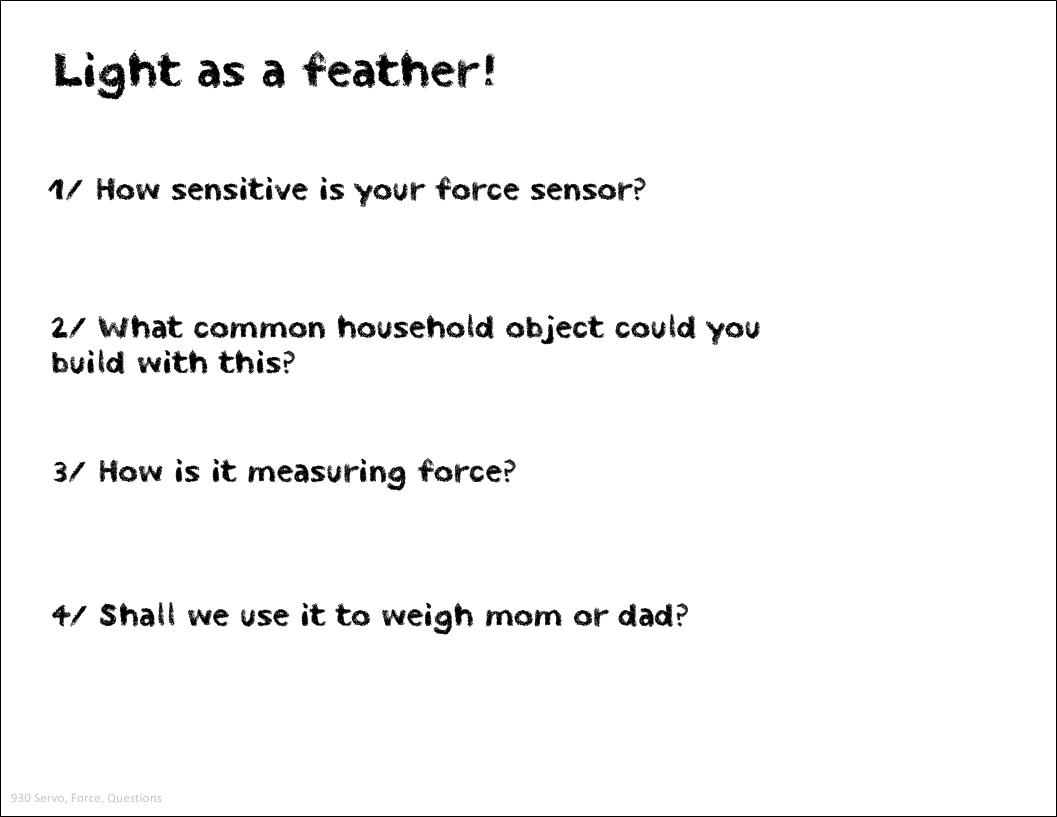 Light as a feather!
1/ How sensitive is your force sensor?
2/ What common household object could you
build with this?
3/ How is it measuring force?
4/ Shall we use it to weigh mom or dad?
930 Servo, Force, Questions